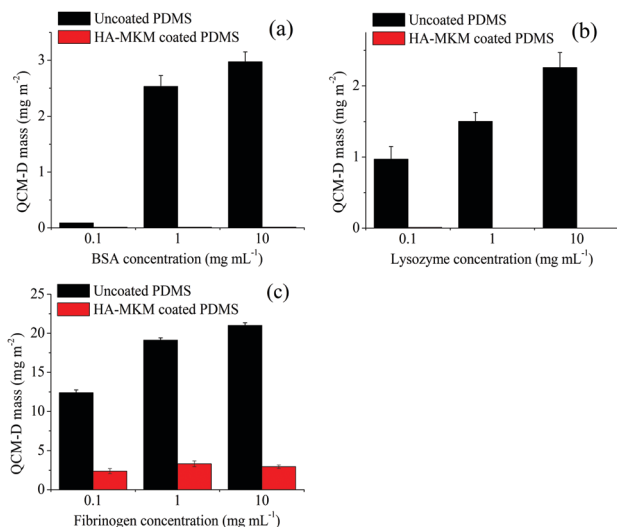 (a)
Uncoated PDMS
HA-MKM coated PDMS
QCM-D mass (mg m⁻²)
3
2
1
0
0.1 1 10
BSA concentration (mg mL⁻¹)
(b)
Uncoated PDMS
HA-MKM coated PDMS
QCM-D mass (mg m⁻²)
2
1
0
0.1 1 10
Lysozyme concentration (mg mL⁻¹)
(c)
Uncoated PDMS
HA-MKM coated PDMS
QCM-D mass (mg m⁻²)
25
20
15
10
5
0
0.1 1 10
Fibrinogen concentration (mg mL⁻¹)